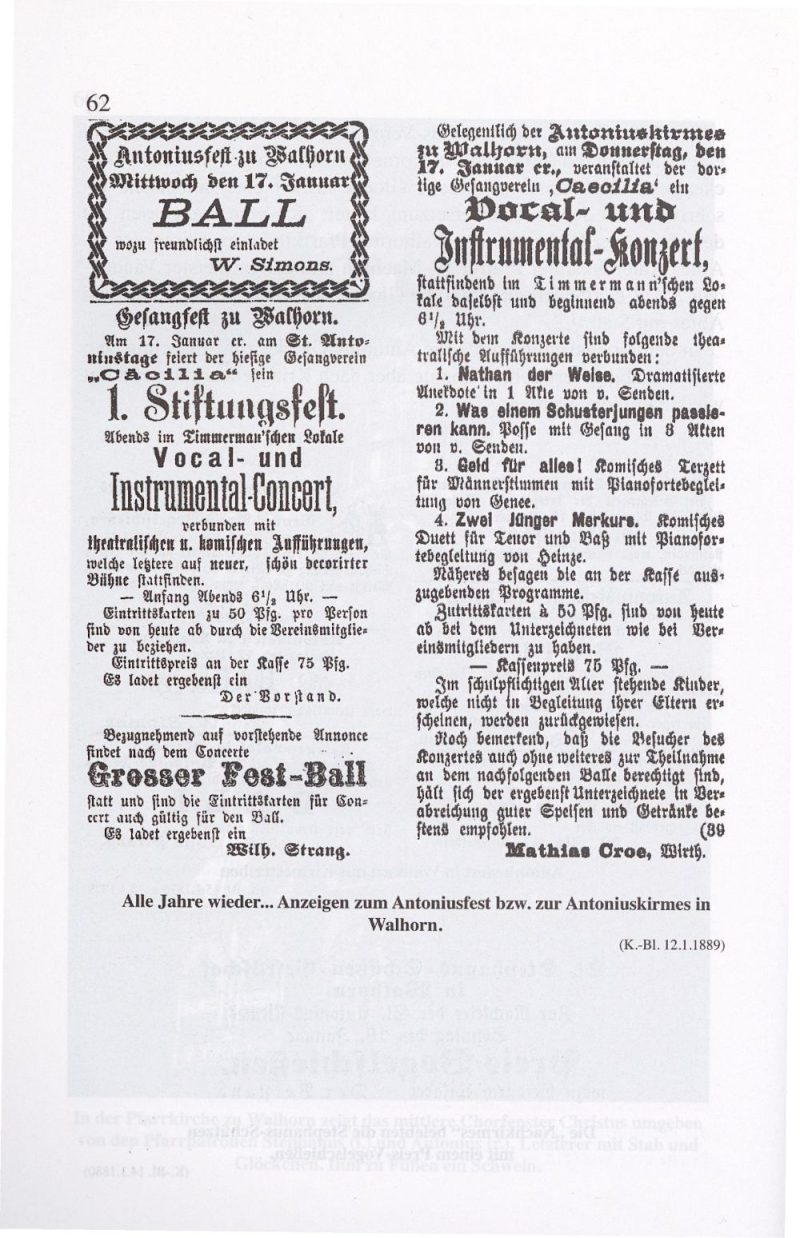 62
Antoniusfest zu Walhorn
Mittwoch den 17. Januar
BALL
wozu freundlichst einladet
W. Simons.
Gesangfest zu Walhorn.
Am 17. Januar cr. am St. Anto-
niustage feiert der hiesige Gesangverein
„Cäcilia“ sein
1. Stiftungsfest.
Abends im Timmerman'schen Lokale
Vocal- und
Instrumental-Concert,
verbunden mit
theatralischen u. komischen Aufführungen,
welche letztere auf neuer, schön decorirter
Bühne stattfinden.
— Anfang Abends 6½ Uhr. —
Eintrittskarten zu 50 Pfg. pro Person
sind von heute ab durch die Vereinsmitglie-
der zu beziehen.
Eintrittspreis an der Kasse 75 Pfg.
Es ladet ergebenst ein
Der Vorstand.
Bezugnehmend auf vorstehende Annonce
findet nach dem Concerte
Grosser Fest-Ball
statt und sind die Eintrittskarten für Con-
cert auch gültig für den Ball.
Es ladet ergebenst ein
Wilh. Strang.
Gelegentlich der Antoniuskirmes
zu Walhorn, am Donnerstag, den
17. Januar cr., veranstaltet der dor-
tige Gesangverein ‚Caecilia‘ ein
Vocal- und
Instrumental-Konzert,
stattfindend im Timmermann'schen Lo-
kale daselbst und beginnend abends gegen
6½ Uhr.
Mit dem Konzerte sind folgende thea-
tralische Aufführungen verbunden:
1. Nathan der Weise. Dramatisierte
Anekdote in 1 Akte von v. Senden.
2. Was einem Schusterjungen passie-
ren kann. Posse mit Gesang in 3 Akten
von v. Senden.
3. Geld für alles! Komisches Terzett
für Männerstimmen mit Pianofortebeglei-
tung von Genee.
4. Zwei Jünger Merkurs. Komisches
Duett für Tenor und Baß mit Pianofor-
tebegleitung von Heinze.
Näheres besagen die an der Kasse aus-
zugebenden Programme.
Zutrittskarten à 50 Pfg. sind von heute
ab bei dem Unterzeichneten wie bei Ver-
einsmitgliedern zu haben.
— Kassenpreis 75 Pfg. —
Im schulpflichtigen Alter stehende Kinder,
welche nicht in Begleitung ihrer Eltern er-
scheinen, werden zurückgewiesen.
Noch bemerkend, daß die Besucher des
Konzertes auch ohne weiteres zur Theilnahme
an dem nachfolgenden Balle berechtigt sind,
hält sich der ergebenst Unterzeichnete in Ver-
abreichung guter Speisen und Getränke be-
stens empfohlen. (39
Mathias Croe, Wirth.
Alle Jahre wieder... Anzeigen zum Antoniusfest bzw. zur Antoniuskirmes in
Walhorn.
(K.-Bl. 12.1.1889)